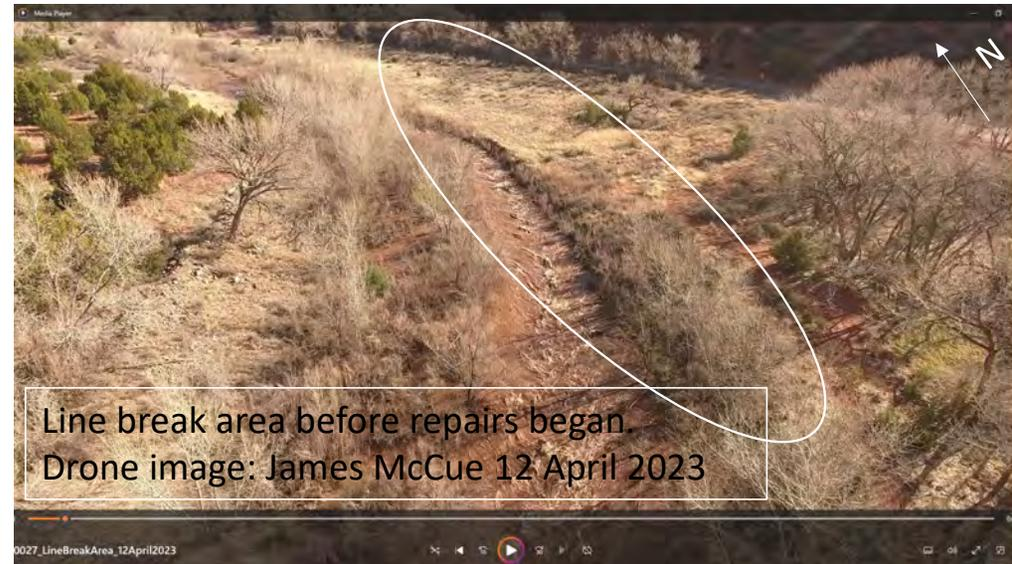 Media Player
N
Line break area before repairs began.
Drone image: James McCue 12 April 2023
0027_LineBreakArea_12April2023